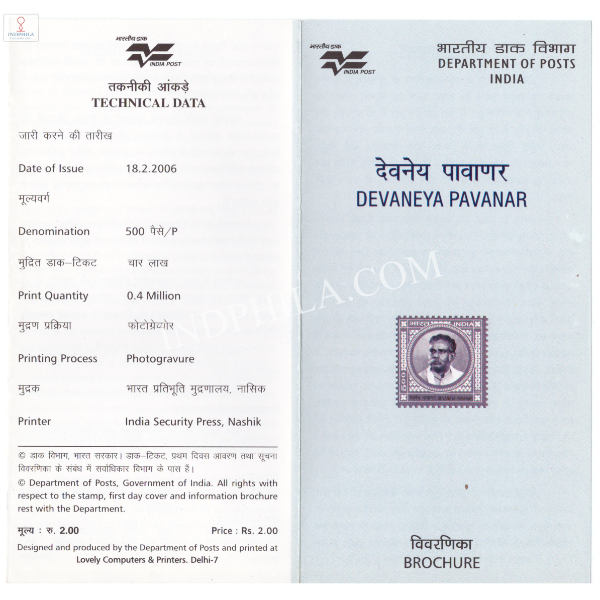 INDPHILA
भारतीय डाक
INDIA POST
तकनीकी आंकड़े
TECHNICAL DATA
जारी करने की तारीख
Date of Issue 18.2.2006
मूल्यवर्ग
Denomination 500 पैसे/P
मुद्रित डाक–टिकट चार लाख
Print Quantity 0.4 Million
मुद्रण प्रक्रिया फोटोग्रेव्योर
Printing Process Photogravure
मुद्रक भारत प्रतिभूति मुद्रणालय, नासिक
Printer India Security Press, Nashik
© डाक विभाग, भारत सरकार। डाक–टिकट, प्रथम दिवस आवरण तथा सूचना
विवरणिका के संबंध में सर्वाधिकार विभाग के पास हैं।
© Department of Posts, Government of India. All rights with
respect to the stamp, first day cover and information brochure
rest with the Department.
मूल्य : रु. 2.00 Price : Rs. 2.00
Designed and produced by the Department of Posts and printed at
Lovely Computers & Printers. Delhi-7
भारतीय डाक
INDIA POST
भारतीय डाक विभाग
DEPARTMENT OF POSTS
INDIA
देवनेय पावाणर
DEVANEYA PAVANAR
INDPHILA.COM
भारत INDIA
विवरणिका
BROCHURE